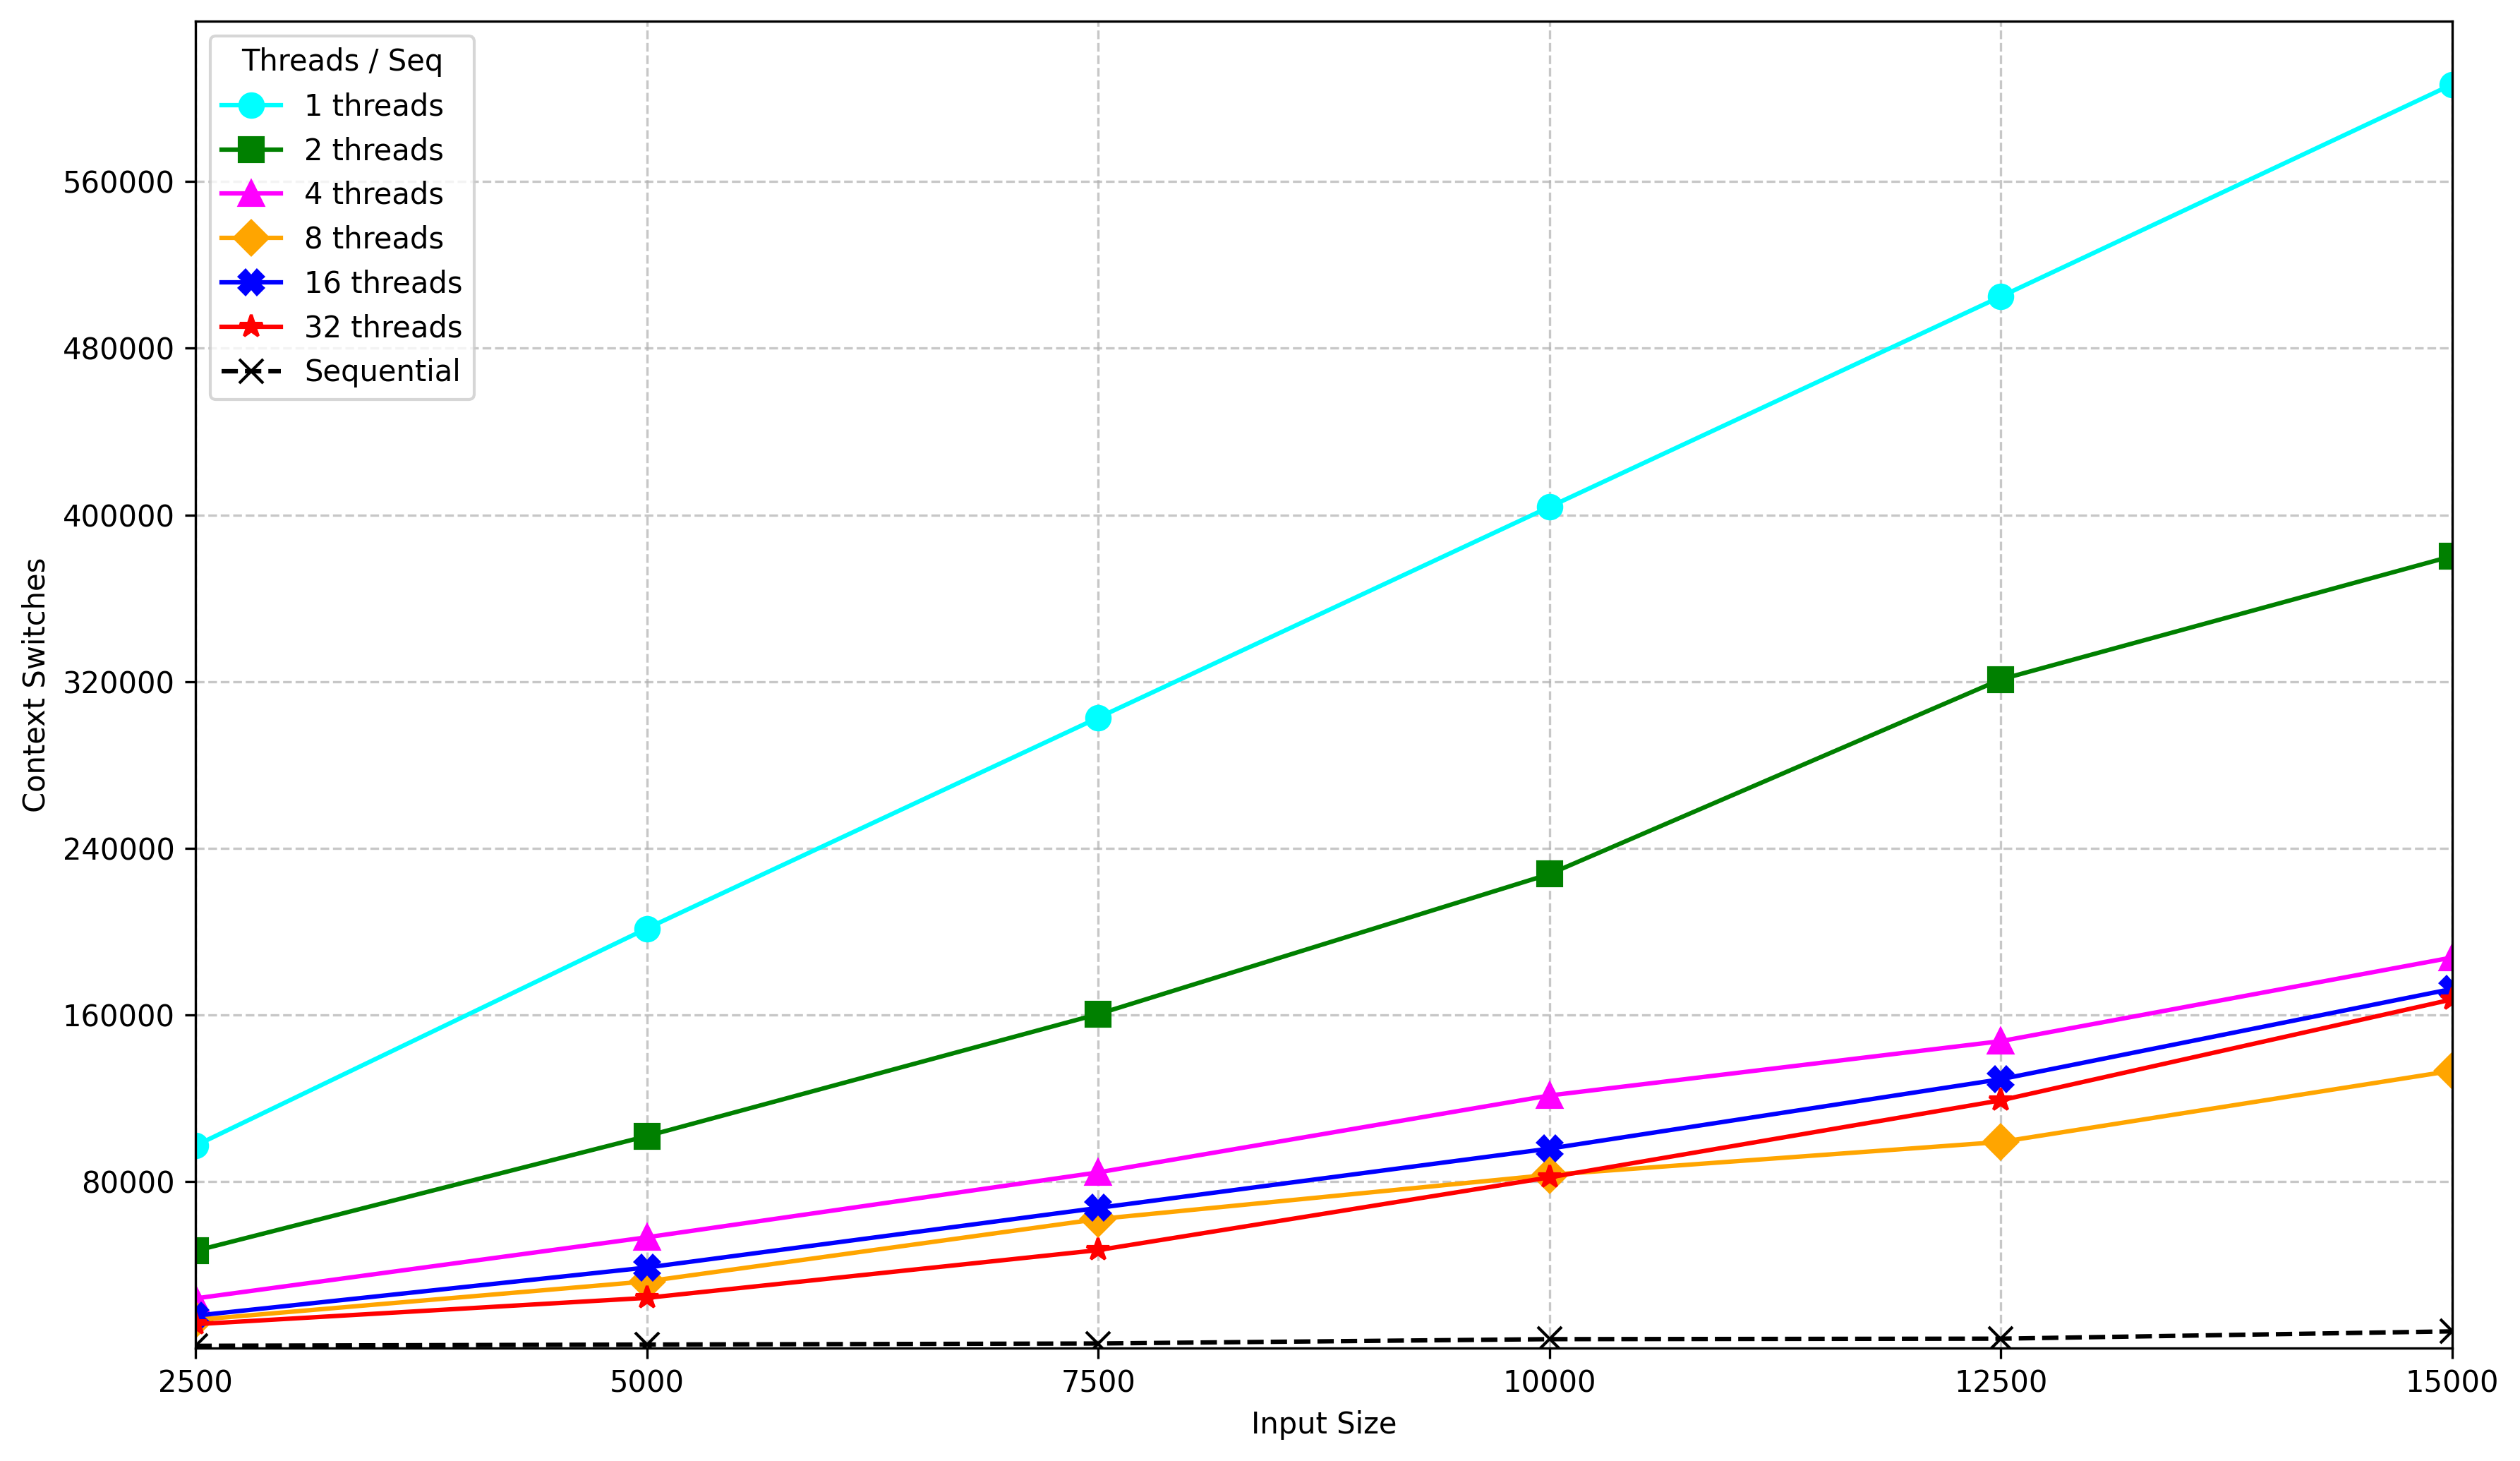 Threads / Seq
1 threads
2 threads
4 threads
8 threads
16 threads
32 threads
Sequential
Context Switches
560000
480000
400000
320000
240000
160000
80000
2500 5000 7500 10000 12500 15000
Input Size